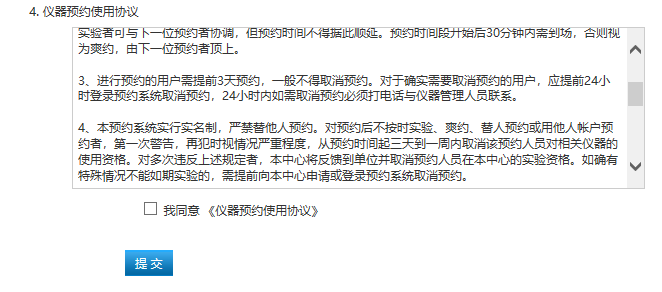 4. 仪器预约使用协议
实验者可与下一位预约者协调，但预约时间不得据此顺延。预约时间段开始后30分钟内需到场，否则视
为爽约，由下一位预约者顶上。
3、进行预约的用户需提前3天预约，一般不得取消预约。对于确实需要取消预约的用户，应提前24小
时登录预约系统取消预约，24小时内如需取消预约必须打电话与仪器管理人员联系。
4、本预约系统实行实名制，严禁替他人预约。对预约后不按时实验、爽约、替人预约或用他人帐户预
约者，第一次警告，再犯时视情况严重程度，从预约时间起三天到一周内取消该预约人员对相关仪器的
使用资格。对多次违反上述规定者，本中心将反馈到单位并取消预约人员在本中心的实验资格。如确有
特殊情况不能如期实验的，需提前向本中心申请或登录预约系统取消预约。
我同意 《仪器预约使用协议》
提 交